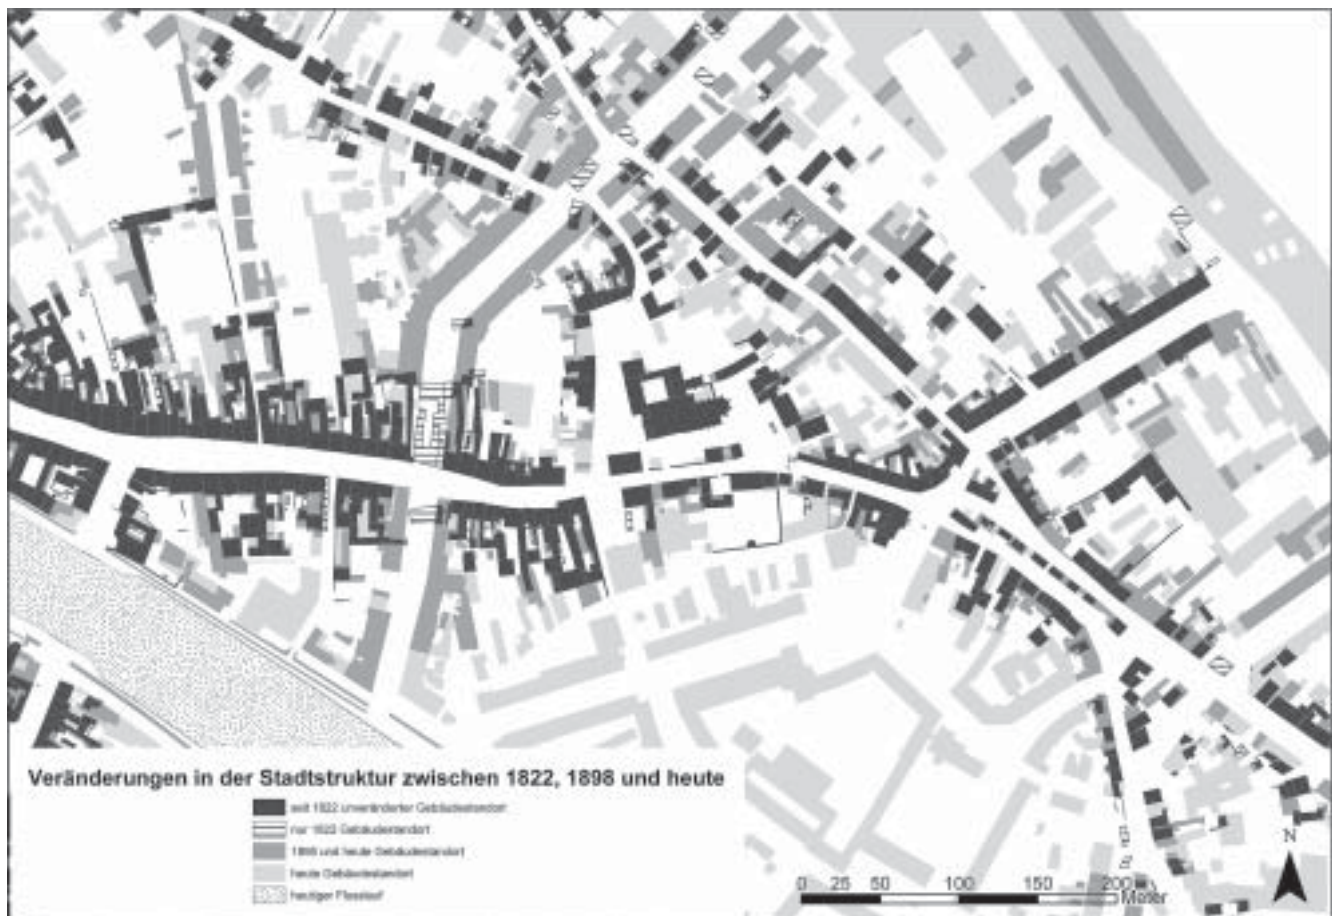 Veränderungen in der Stadtstruktur zwischen 1822, 1898 und heute
seit 1822 unveränderter Gebäudestandort
nur 1822 Gebäudestandort
1898 und heute Gebäudestandort
heute Gebäudestandort
heutiger Flusslauf
N
0 25 50 100 150 200
Meter